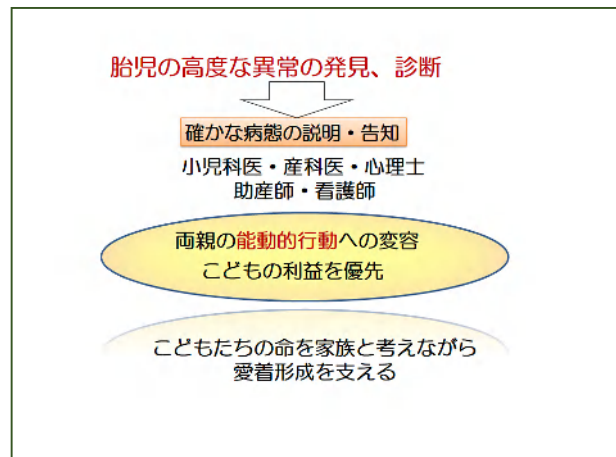 胎児の高度な異常の発見、診断
確かな病態の説明・告知
小児科医・産科医・心理士
助産師・看護師
両親の能動的行動への変容
こどもの利益を優先
こどもたちの命を家族と考えながら
愛着形成を支える